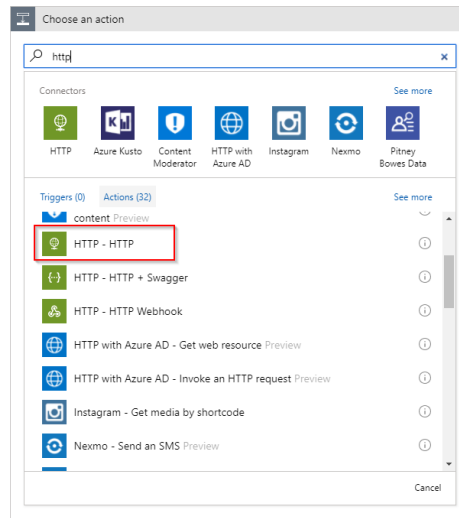 Choose an action
http
Connectors
See more
HTTP
Azure Kusto
Content
Moderator
HTTP with
Azure AD
Instagram
Nexmo
Pitney
Bowes Data
Triggers (0)
Actions (32)
See more
content Preview
HTTP - HTTP
HTTP - HTTP + Swagger
HTTP - HTTP Webhook
HTTP with Azure AD - Get web resource Preview
HTTP with Azure AD - Invoke an HTTP request Preview
Instagram - Get media by shortcode
Nexmo - Send an SMS Preview
Cancel